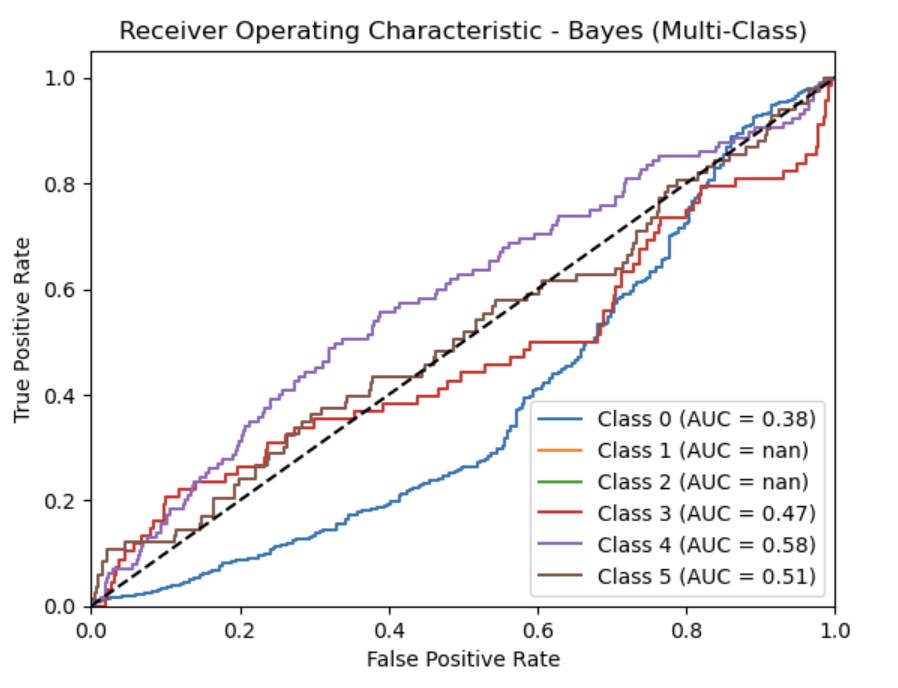 Receiver Operating Characteristic - Bayes (Multi-Class)
True Positive Rate
1.0
0.8
0.6
0.4
0.2
0.0
Class 0 (AUC = 0.38)
Class 1 (AUC = nan)
Class 2 (AUC = nan)
Class 3 (AUC = 0.47)
Class 4 (AUC = 0.58)
Class 5 (AUC = 0.51)
0.0 0.2 0.4 0.6 0.8 1.0
False Positive Rate